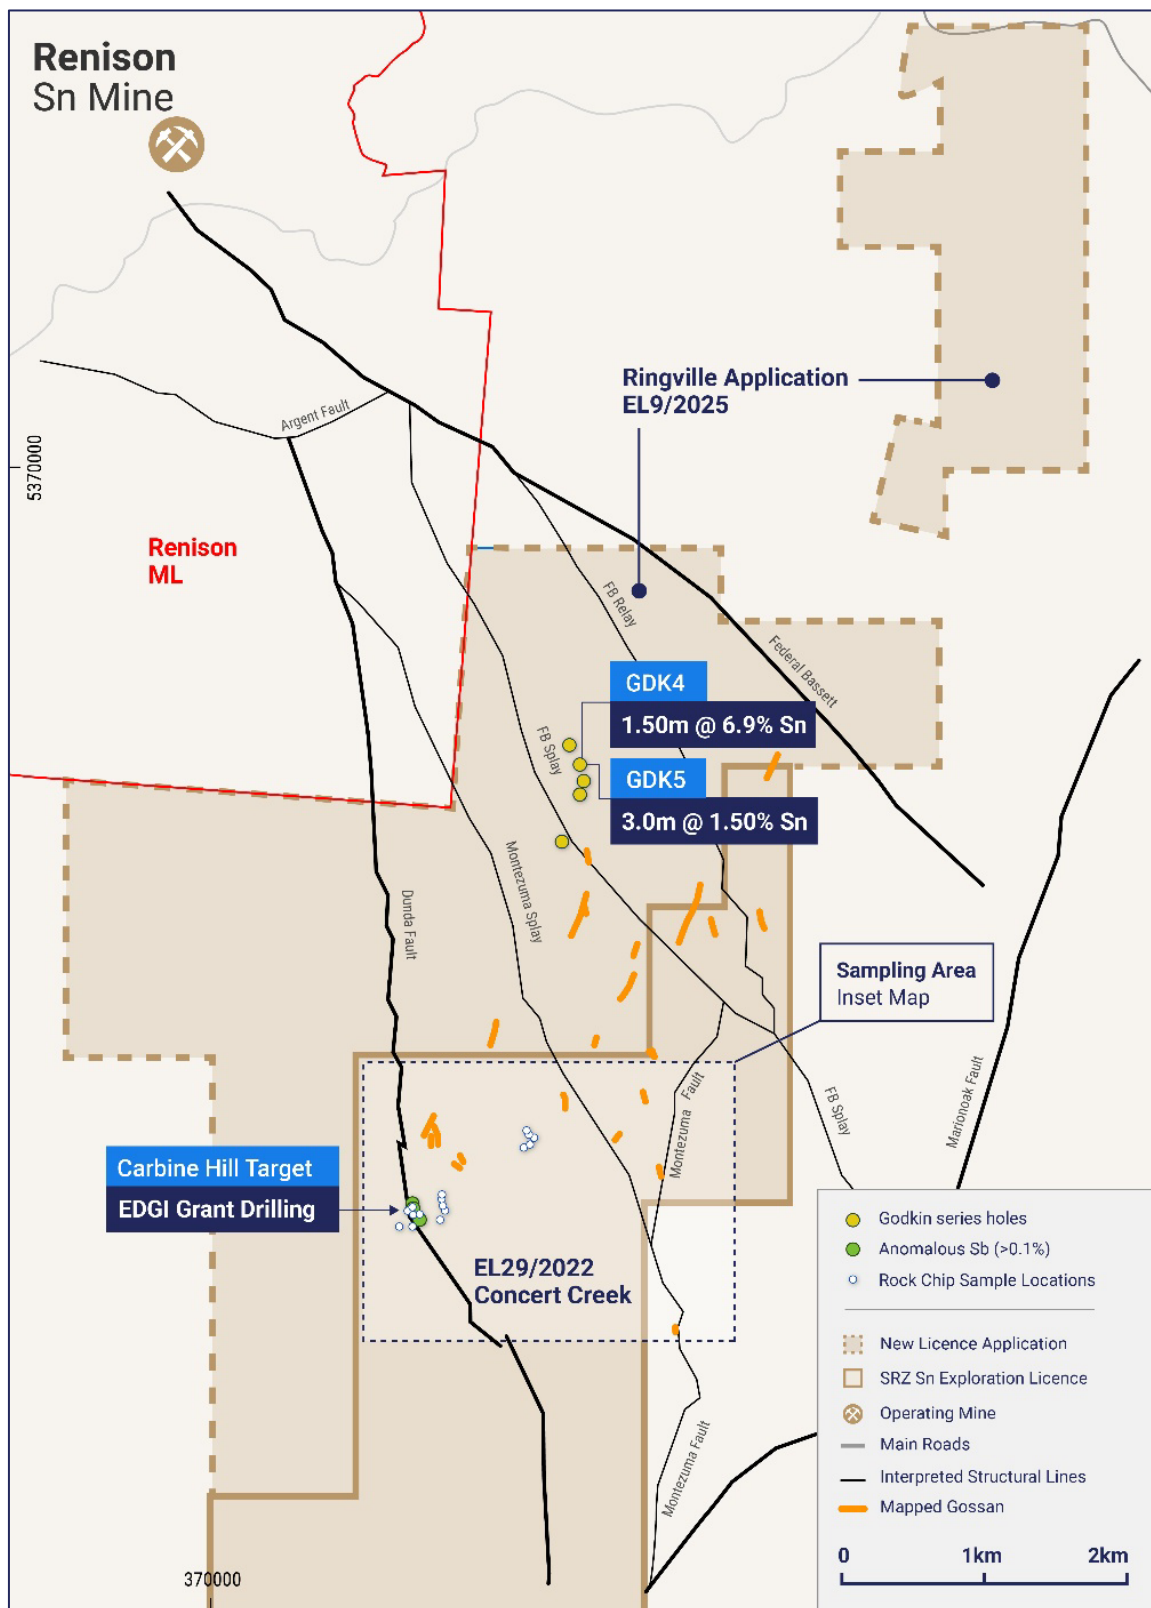 Renison
Sn Mine
Argent Fault
5370000
Ringville Application
EL9/2025
Renison
ML
FB Relay
Federal Bassett
GDK4
1.50m @ 6.9% Sn
FB Splay
GDK5
3.0m @ 1.50% Sn
Montezuma Splay
Dunda Fault
Sampling Area
Inset Map
Montezuma Fault
FB Splay
Marionoak Fault
Carbine Hill Target
EDGI Grant Drilling
EL29/2022
Concert Creek
Montezuma Fault
370000
Godkin series holes
Anomalous Sb (>0.1%)
Rock Chip Sample Locations
New Licence Application
SRZ Sn Exploration Licence
Operating Mine
Main Roads
Interpreted Structural Lines
Mapped Gossan
0 1km 2km